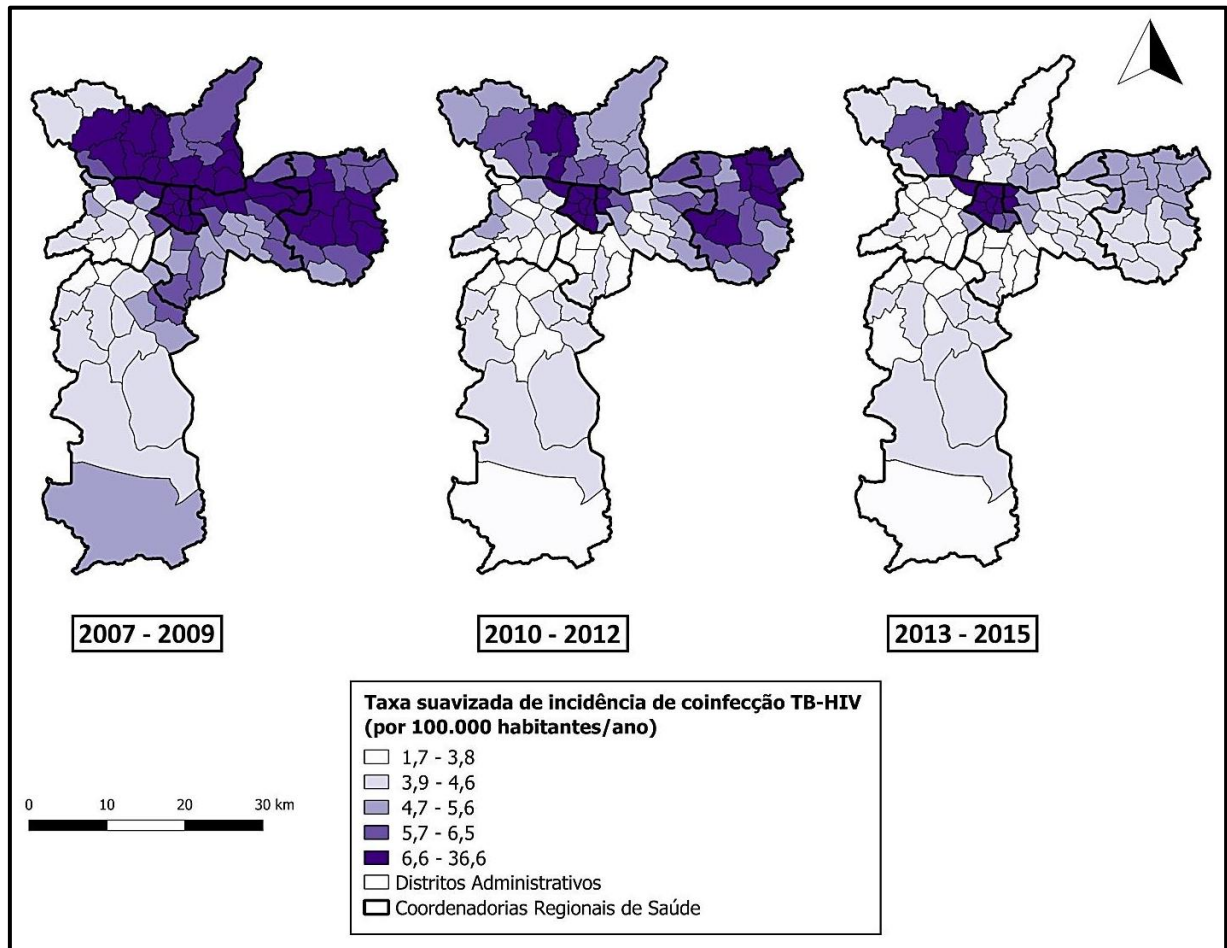 2007 - 2009
2010 - 2012
2013 - 2015
Taxa suavizada de incidência de coinfecção TB-HIV
(por 100.000 habitantes/ano)
1,7 - 3,8
3,9 - 4,6
4,7 - 5,6
5,7 - 6,5
6,6 - 36,6
Distritos Administrativos
Coordenadorias Regionais de Saúde
0 10 20 30 km